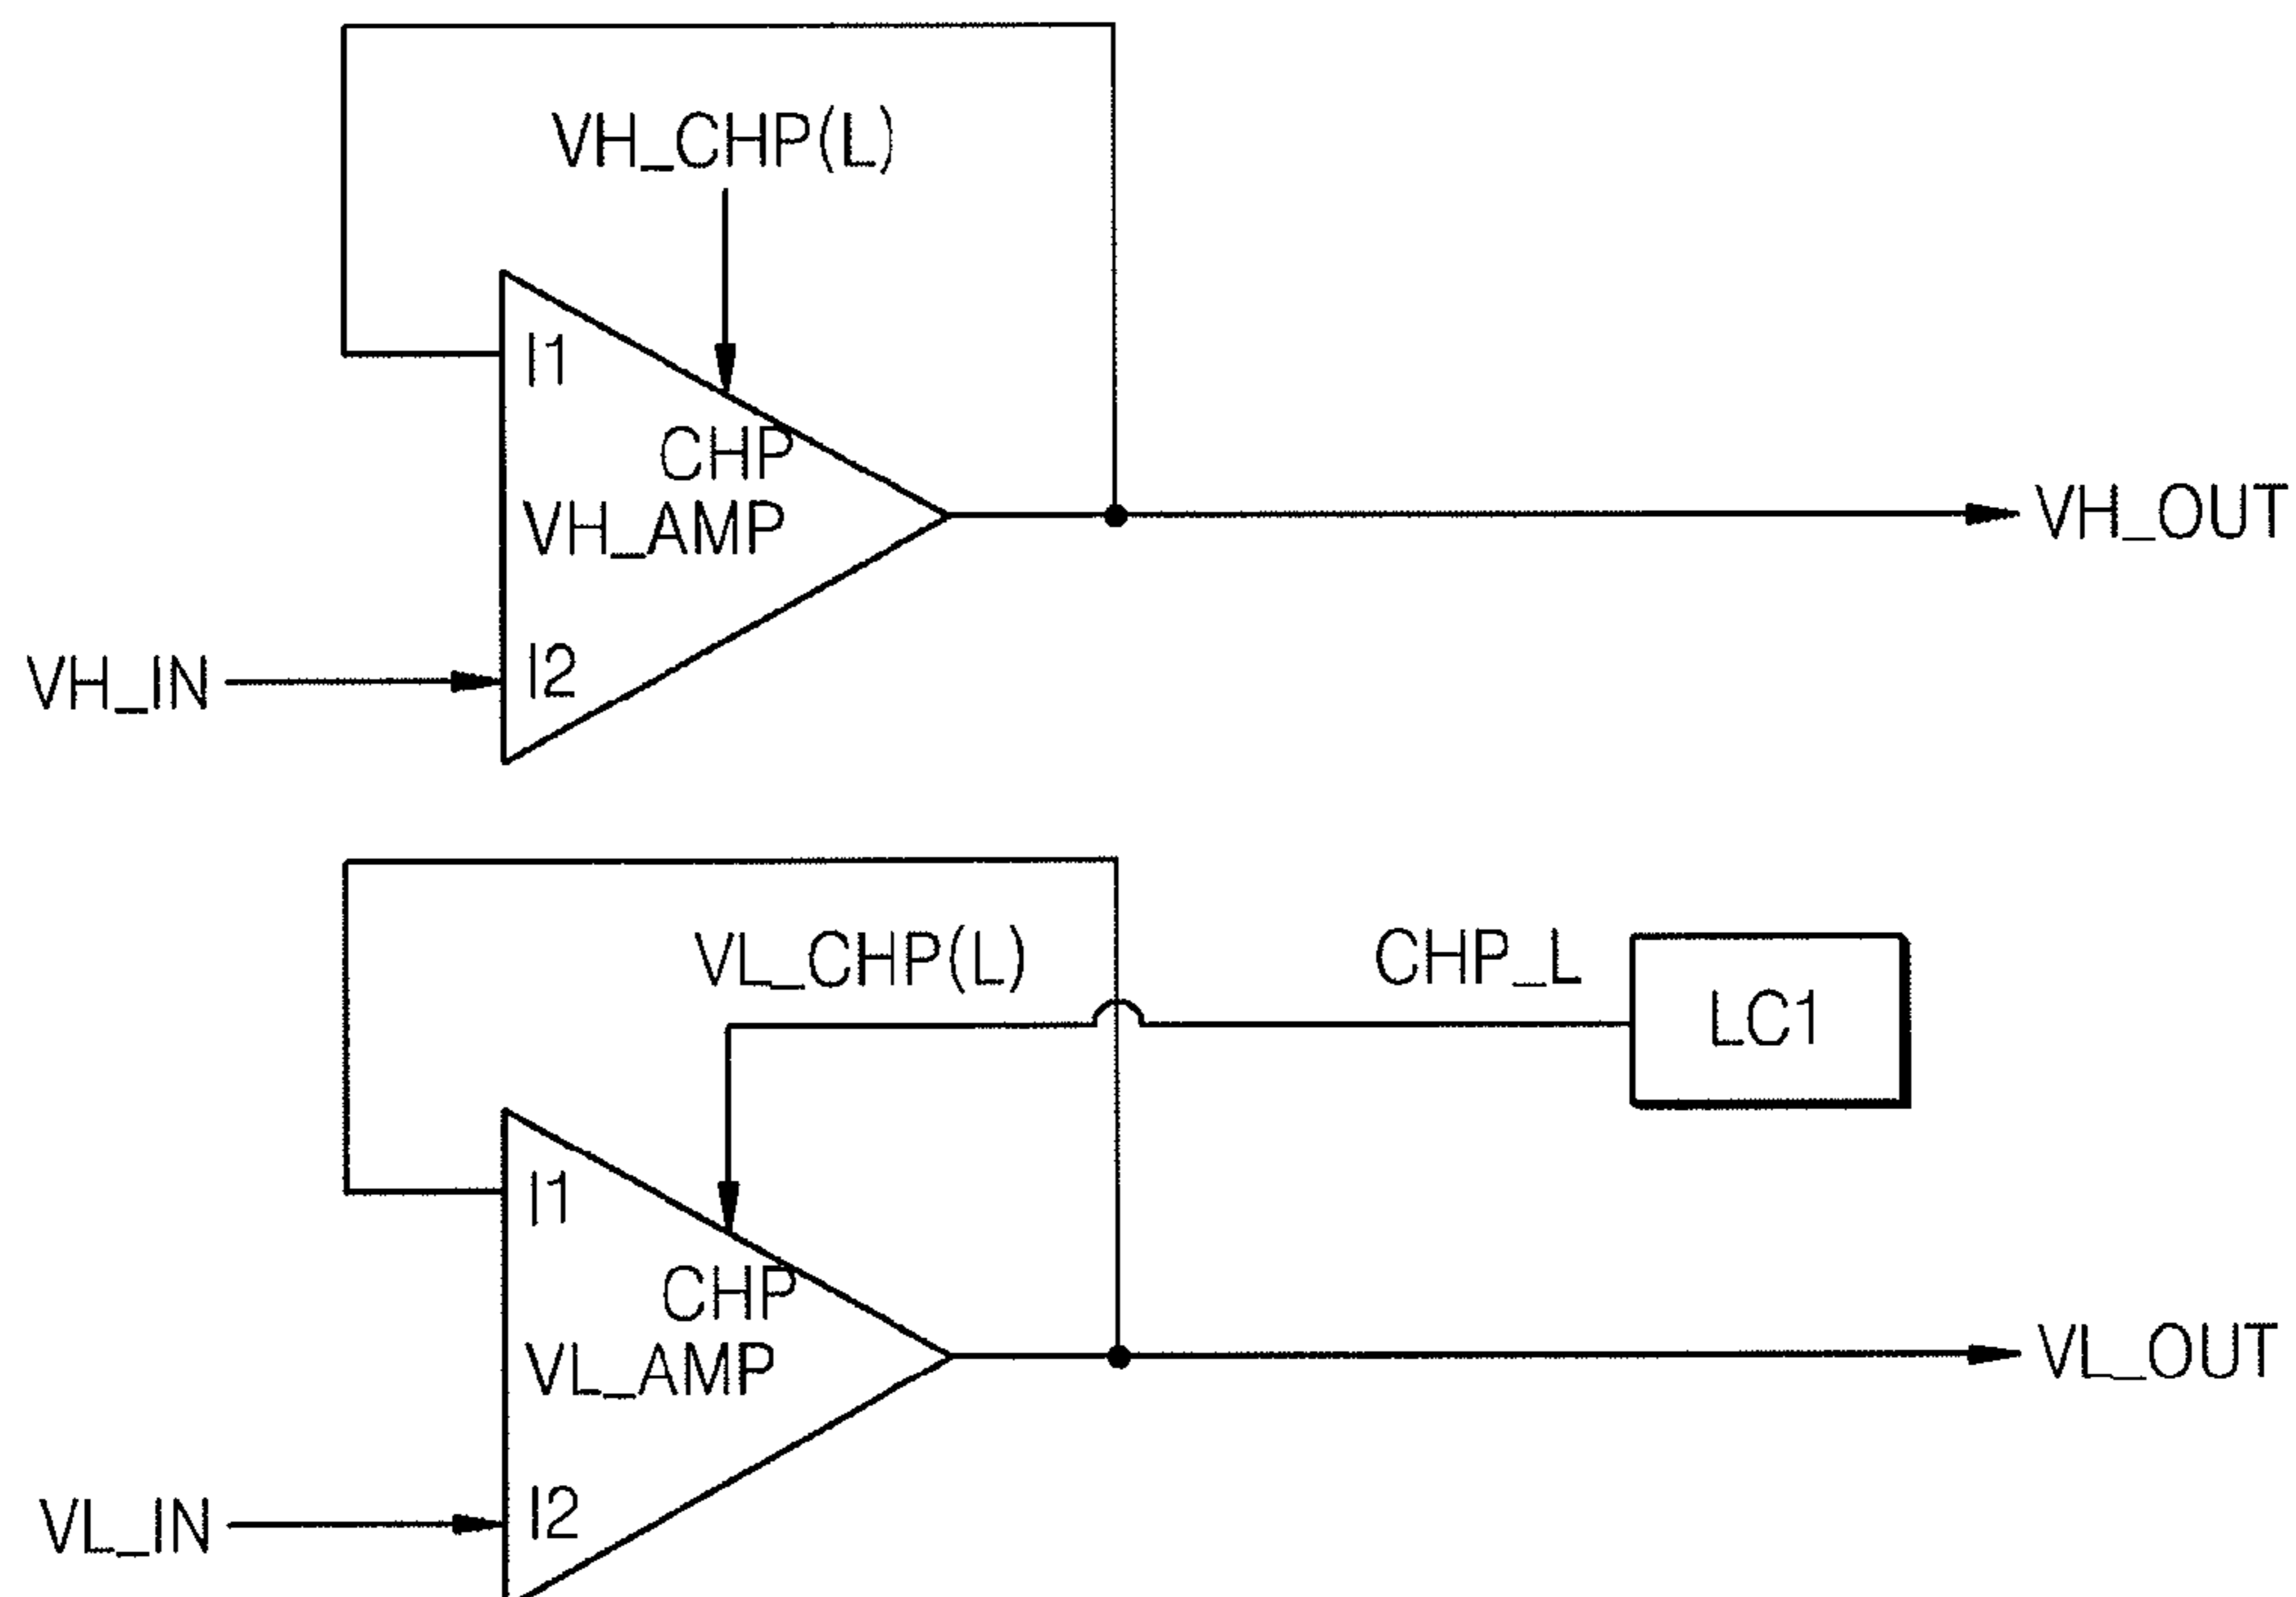 VH_CHP(L)
I1
CHP
VH_AMP
VH_OUT
I2
VH_IN
VL_CHP(L)
CHP_L
LC1
I1
CHP
VL_AMP
VL_OUT
I2
VL_IN